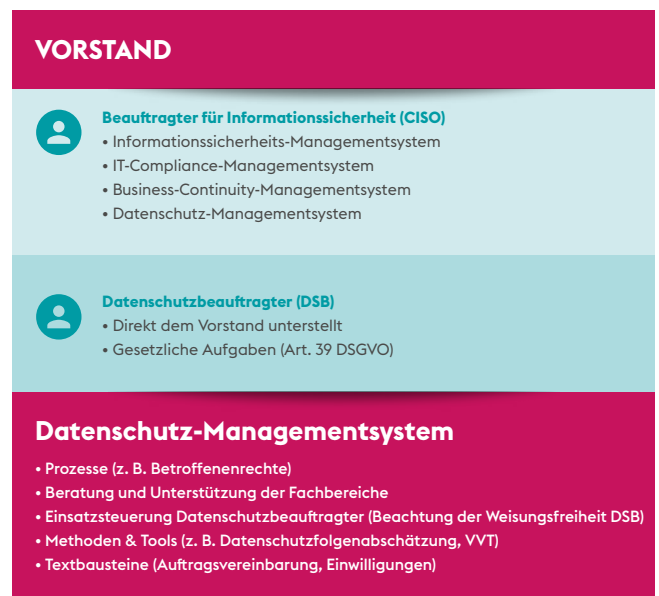 VORSTAND
Beauftragter für Informationssicherheit (CISO)
• Informationssicherheits-Managementsystem
• IT-Compliance-Managementsystem
• Business-Continuity-Managementsystem
• Datenschutz-Managementsystem
Datenschutzbeauftragter (DSB)
• Direkt dem Vorstand unterstellt
• Gesetzliche Aufgaben (Art. 39 DSGVO)
Datenschutz-Managementsystem
• Prozesse (z. B. Betroffenenrechte)
• Beratung und Unterstützung der Fachbereiche
• Einsatzsteuerung Datenschutzbeauftragter (Beachtung der Weisungsfreiheit DSB)
• Methoden & Tools (z. B. Datenschutzfolgenabschätzung, VVT)
• Textbausteine (Auftragsvereinbarung, Einwilligungen)